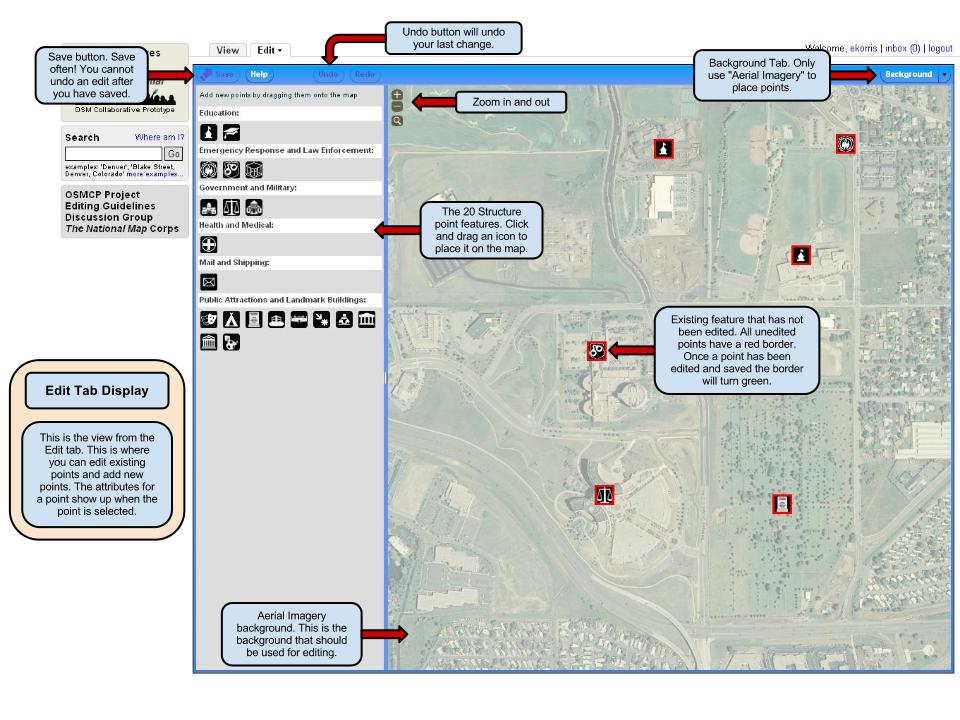 Undo button will undo
your last change.
View
Edit
Welcome, ekorris | inbox (0) | logout
es
Save button. Save
often! You cannot
undo an edit after
you have saved.
OSM Collaborative Prototype
Save
Help
Undo
Redo
Background Tab. Only
use "Aerial Imagery" to
place points.
Background
Add new points by dragging them onto the map
Zoom in and out
Education:
Search
Where am I?
Go
examples: 'Denver', 'Blake Street,
Denver, Colorado' more examples...
Emergency Response and Law Enforcement:
OSMCP Project
Editing Guidelines
Discussion Group
The National Map Corps
Government and Military:
Health and Medical:
Mail and Shipping:
Public Attractions and Landmark Buildings:
The 20 Structure
point features. Click
and drag an icon to
place it on the map.
Existing feature that has not
been edited. All unedited
points have a red border.
Once a point has been
edited and saved the border
will turn green.
Edit Tab Display
This is the view from the
Edit tab. This is where
you can edit existing
points and add new
points. The attributes for
a point show up when the
point is selected.
Aerial Imagery
background. This is the
background that should
be used for editing.